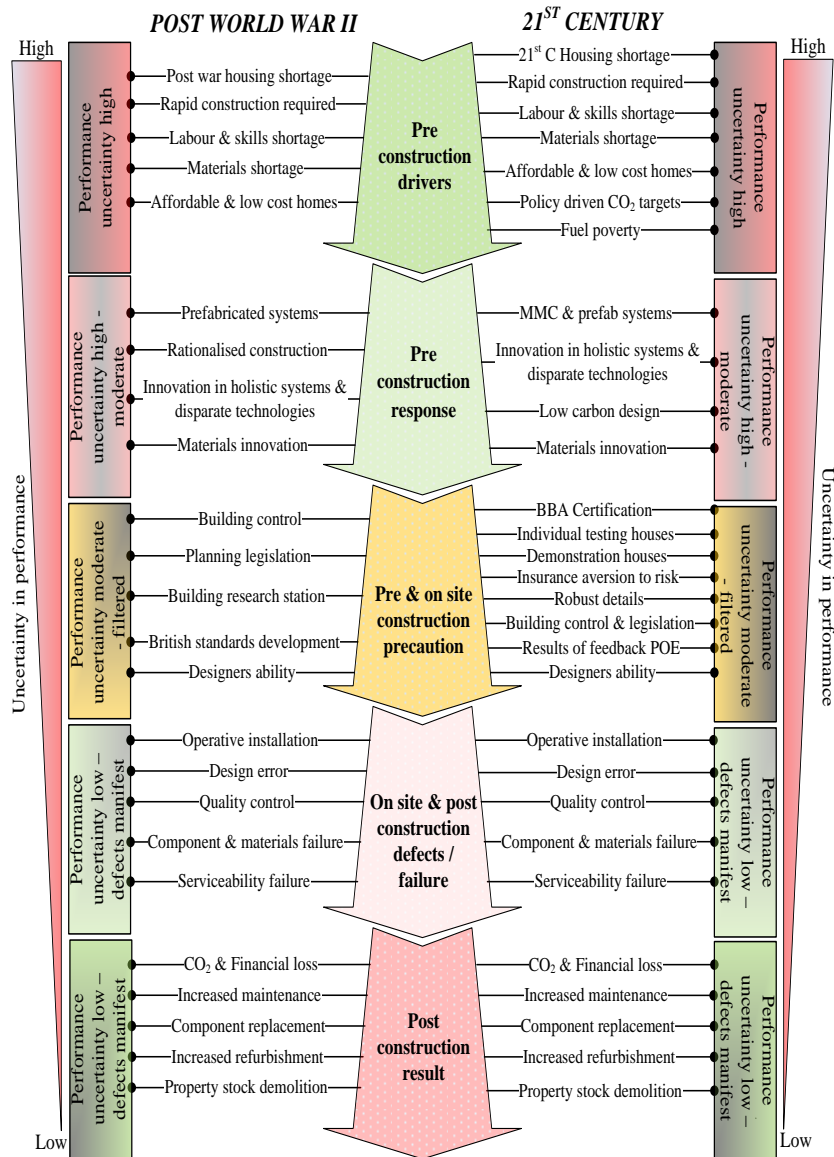 POST WORLD WAR II
21ST CENTURY
High
High
Uncertainty in performance
Uncertainty in performance
Low
Low
Performance
uncertainty high
Post war housing shortage
Rapid construction required
Labour & skills shortage
Materials shortage
Affordable & low cost homes
Pre
construction
drivers
21st C Housing shortage
Rapid construction required
Labour & skills shortage
Materials shortage
Affordable & low cost homes
Policy driven CO2 targets
Fuel poverty
Performance
uncertainty high
Performance
uncertainty high -
moderate
Prefabricated systems
Rationalised construction
Innovation in holistic systems &
disparate technologies
Materials innovation
Pre
construction
response
MMC & prefab systems
Innovation in holistic systems &
disparate technologies
Low carbon design
Materials innovation
Performance
uncertainty high -
moderate
Performance
uncertainty moderate
- filtered
Building control
Planning legislation
Building research station
British standards development
Designers ability
Pre & on site
construction
precaution
BBA Certification
Individual testing houses
Demonstration houses
Insurance aversion to risk
Robust details
Building control & legislation
Results of feedback POE
Designers ability
Performance
uncertainty moderate
- filtered
Performance
uncertainty low –
defects manifest
Operative installation
Design error
Quality control
Component & materials failure
Serviceability failure
On site & post
construction
defects /
failure
Operative installation
Design error
Quality control
Component & materials failure
Serviceability failure
Performance
uncertainty low –
defects manifest
Performance
uncertainty low –
defects manifest
CO2 & Financial loss
Increased maintenance
Component replacement
Increased refurbishment
Property stock demolition
Post
construction
result
CO2 & Financial loss
Increased maintenance
Component replacement
Increased refurbishment
Property stock demolition
Performance
uncertainty low –
defects manifest